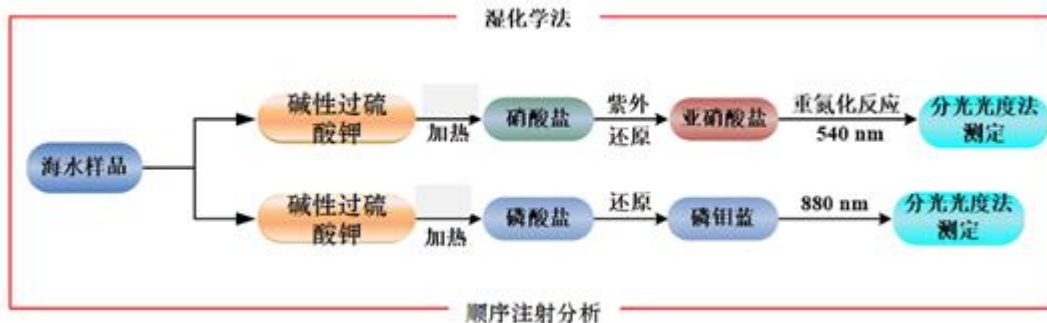 湿化学法
碱性过硫
酸钾
加热
硝酸盐
紫外
还原
亚硝酸盐
重氮化反应
540 nm
分光光度法
测定
海水样品
碱性过硫
酸钾
加热
磷酸盐
还原
磷钼蓝
880 nm
分光光度法
测定
顺序注射分析